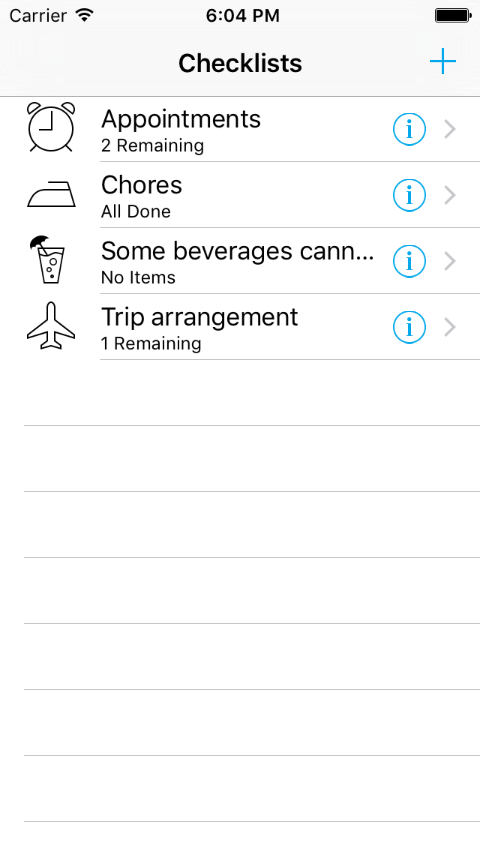 Carrier 6:04 PM
Checklists
Appointments
2 Remaining
Chores
All Done
Some beverages cann...
No Items
Trip arrangement
1 Remaining